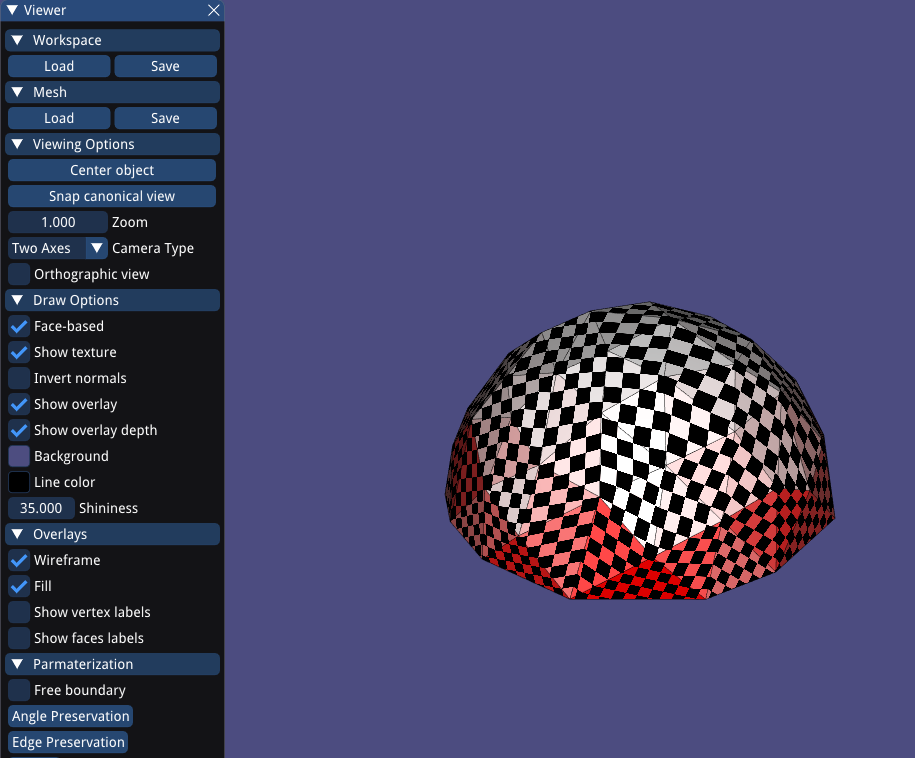 Viewer
Workspace
Load Save
Mesh
Load Save
Viewing Options
Center object
Snap canonical view
1.000 Zoom
Two Axes Camera Type
Orthographic view
Draw Options
Face-based
Show texture
Invert normals
Show overlay
Show overlay depth
Background
Line color
35.000 Shininess
Overlays
Wireframe
Fill
Show vertex labels
Show faces labels
Parmaterization
Free boundary
Angle Preservation
Edge Preservation